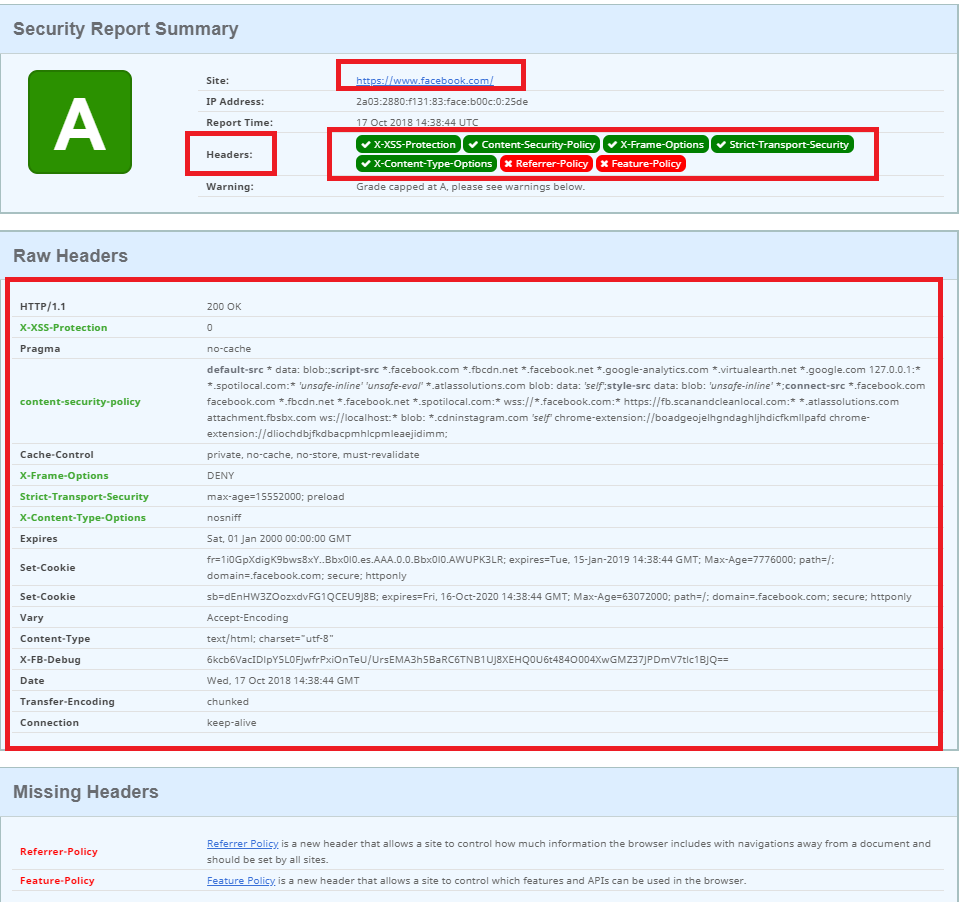 Security Report Summary
A
Site: https://www.facebook.com/
IP Address: 2a03:2880:f131:83:face:b00c:0:25de
Report Time: 17 Oct 2018 14:38:44 UTC
Headers: X-XSS-Protection Content-Security-Policy X-Frame-Options Strict-Transport-Security
X-Content-Type-Options Referrer-Policy Feature-Policy
Warning: Grade capped at A, please see warnings below.
Raw Headers
HTTP/1.1 200 OK
X-XSS-Protection 0
Pragma no-cache
content-security-policy default-src * data: blob:;script-src *.facebook.com *.fbcdn.net *.facebook.net *.google-analytics.com *.virtualearth.net *.google.com 127.0.0.1:*
*.spotilocal.com:* 'unsafe-inline' 'unsafe-eval' *.atlassolutions.com blob: data: 'self';style-src data: blob: 'unsafe-inline' *;connect-src *.facebook.com
facebook.com *.fbcdn.net *.facebook.net *.spotilocal.com:* wss://*.facebook.com:* https://fb.scanandcleanlocal.com:* *.atlassolutions.com
attachment.fbsbx.com ws://localhost:* blob: *.cdninstagram.com 'self' chrome-extension://boadgeojelhgndaghljhdicfkmllpafd chrome-
extension://dliochdbjfkdbacpmhlcpmleaejidimm;
Cache-Control private, no-cache, no-store, must-revalidate
X-Frame-Options DENY
Strict-Transport-Security max-age=15552000; preload
X-Content-Type-Options nosniff
Expires Sat, 01 Jan 2000 00:00:00 GMT
Set-Cookie expires=Tue, 15-Jan-2019 14:38:44 GMT; Max-Age=7776000; path=/;
domain=.facebook.com; secure; httponly
Set-Cookie sb=dEnHW3ZOozxdvFG1QCEU9J8B; expires=Fri, 16-Oct-2020 14:38:44 GMT; Max-Age=63072000; path=/; domain=.facebook.com; secure; httponly
Vary Accept-Encoding
Content-Type text/html; charset="utf-8"
X-FB-Debug
Date Wed, 17 Oct 2018 14:38:44 GMT
Transfer-Encoding chunked
Connection keep-alive
Missing Headers
Referrer-Policy Referrer Policy is a new header that allows a site to control how much information the browser includes with navigations away from a document and
should be set by all sites.
Feature-Policy Feature Policy is a new header that allows a site to control which features and APIs can be used in the browser.